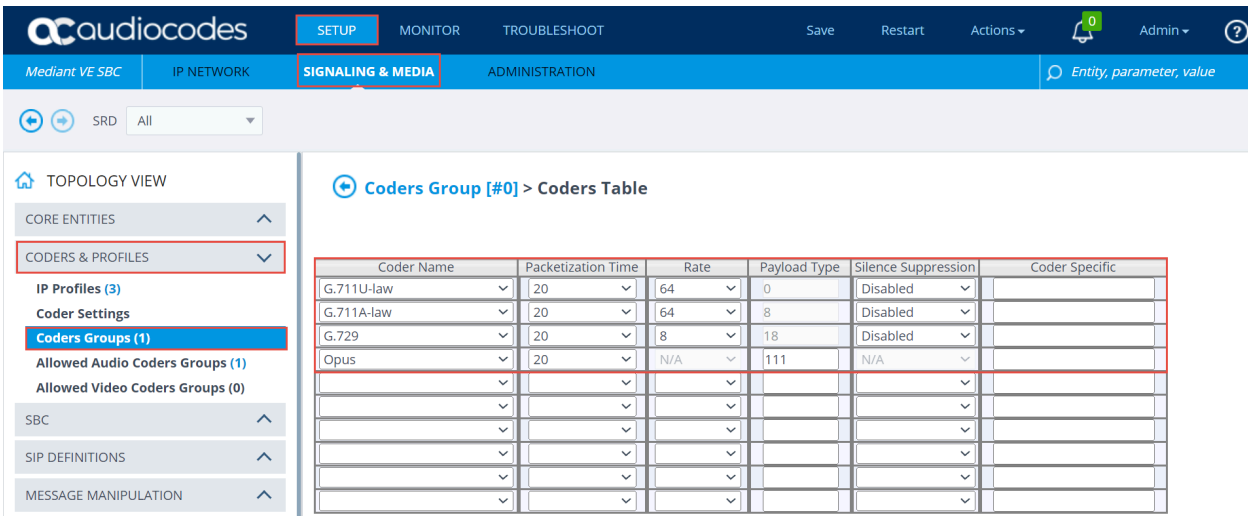 audiocodes SETUP MONITOR TROUBLESHOOT Save Restart Actions 0 Admin ?
Mediant VE SBC IP NETWORK SIGNALING & MEDIA ADMINISTRATION Entity, parameter, value
SRD All
TOPOLOGY VIEW
CORE ENTITIES
CODERS & PROFILES
IP Profiles (3)
Coder Settings
Coders Groups (1)
Allowed Audio Coders Groups (1)
Allowed Video Coders Groups (0)
SBC
SIP DEFINITIONS
MESSAGE MANIPULATION
Coders Group [#0] > Coders Table
Coder Name Packetization Time Rate Payload Type Silence Suppression Coder Specific
G.711U-law 20 64 0 Disabled
G.711A-law 20 64 8 Disabled
G.729 20 8 18 Disabled
Opus 20 N/A 111 N/A